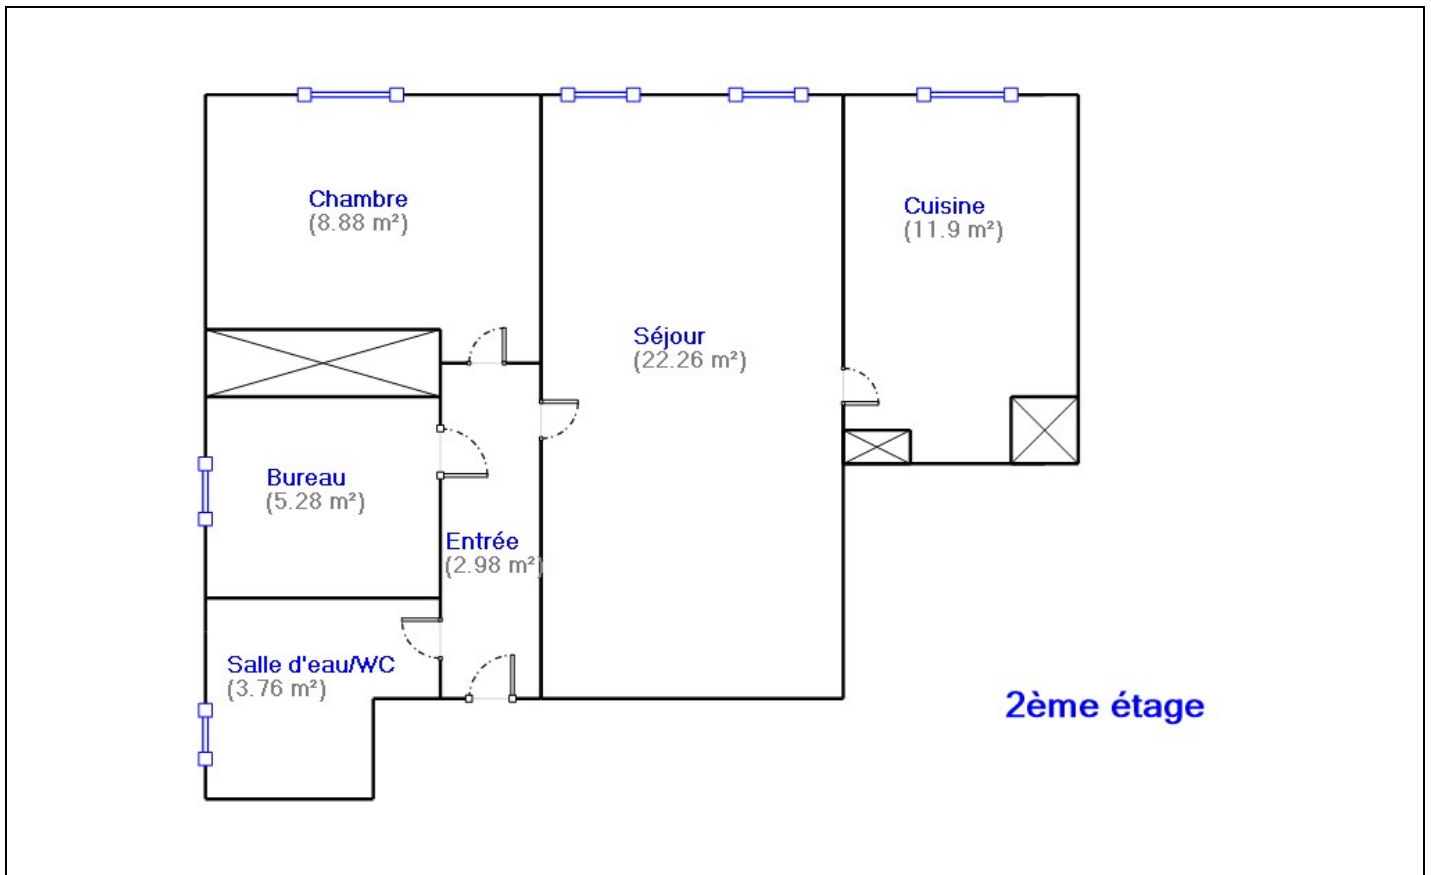 Chambre
(8.88 m²)
Cuisine
(11.9 m²)
Séjour
(22.26 m²)
Bureau
(5.28 m²)
Entrée
(2.98 m²)
Salle d'eau/WC
(3.76 m²)
2ème étage